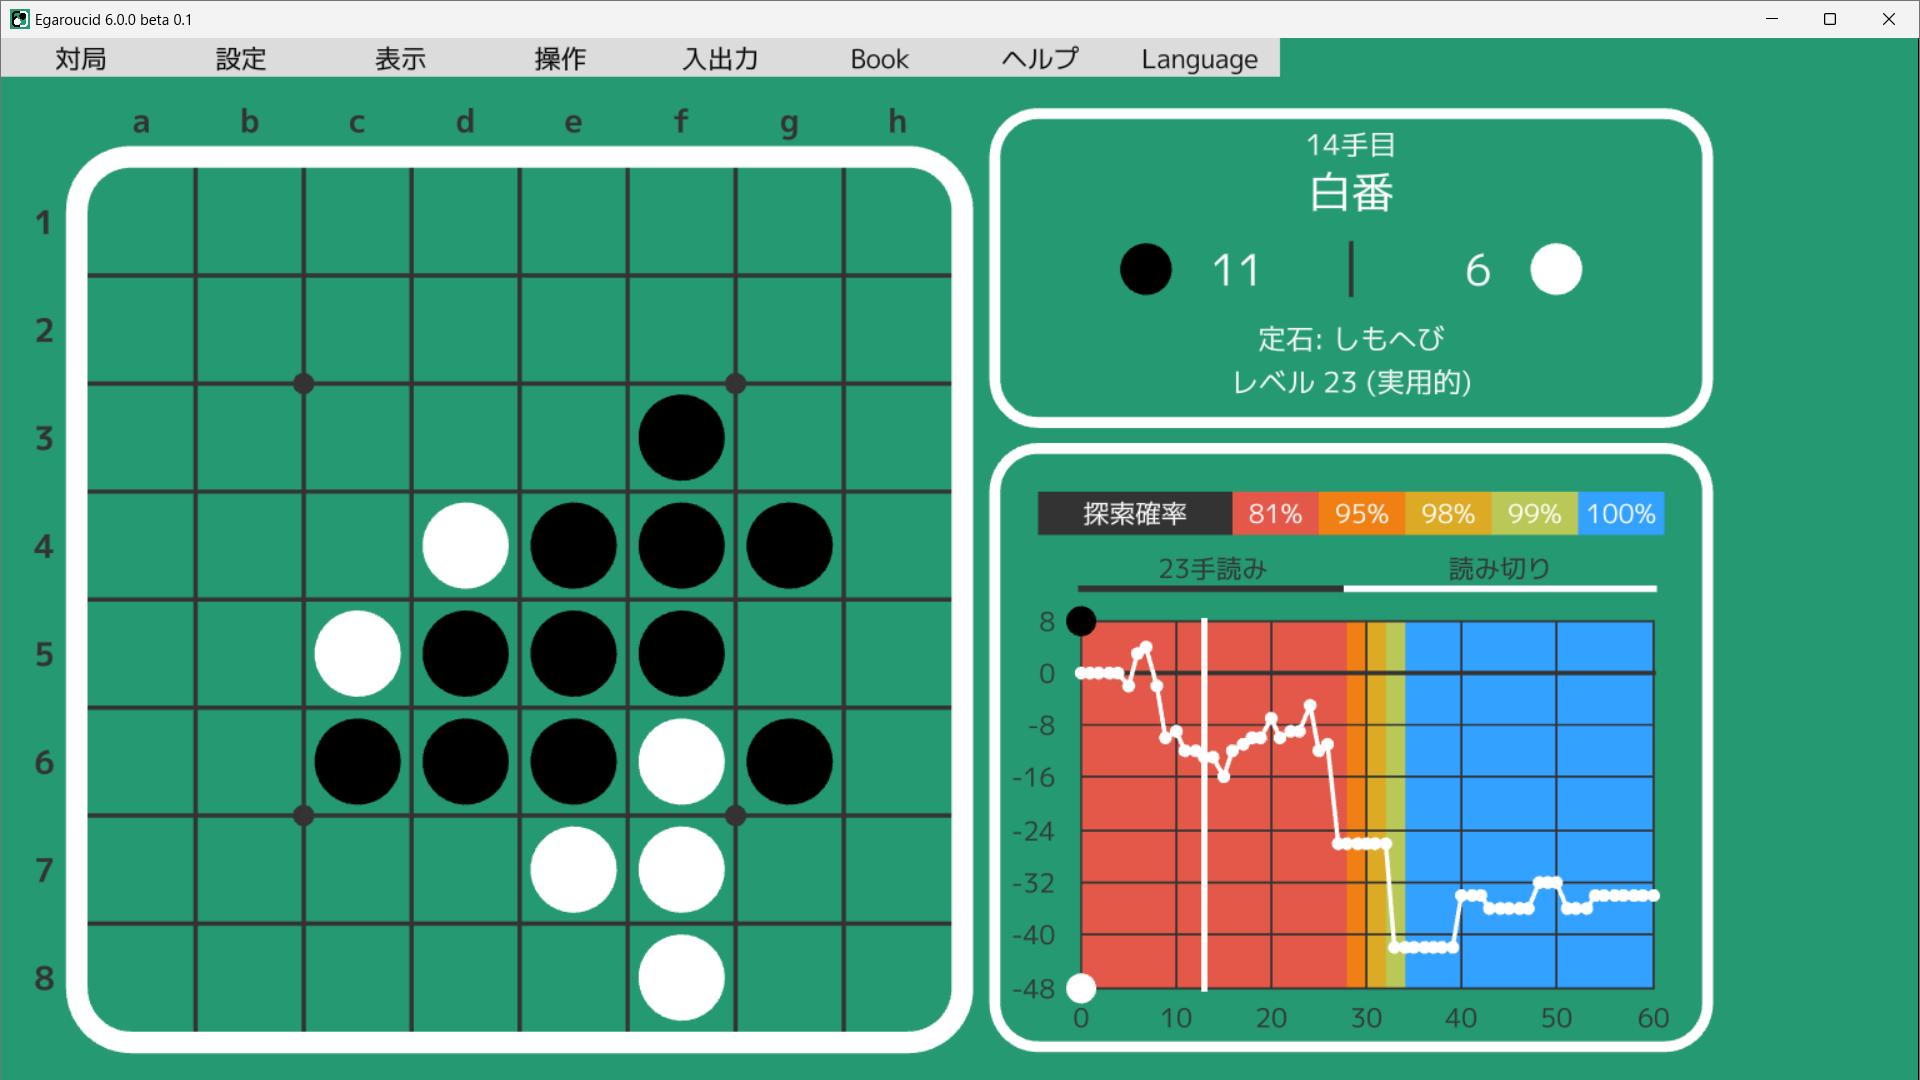 Egaroucid 6.0.0 beta 0.1
対局 設定 表示 操作 入出力 Book ヘルプ Language
a b c d e f g h
1
2
3
4
5
6
7
8
14手目
白番
11 6
定石: しもへび
レベル 23 (実用的)
探索確率 81% 95% 98% 99% 100%
23手読み 読み切り
8
0
-8
-16
-24
-32
-40
-48
0 10 20 30 40 50 60